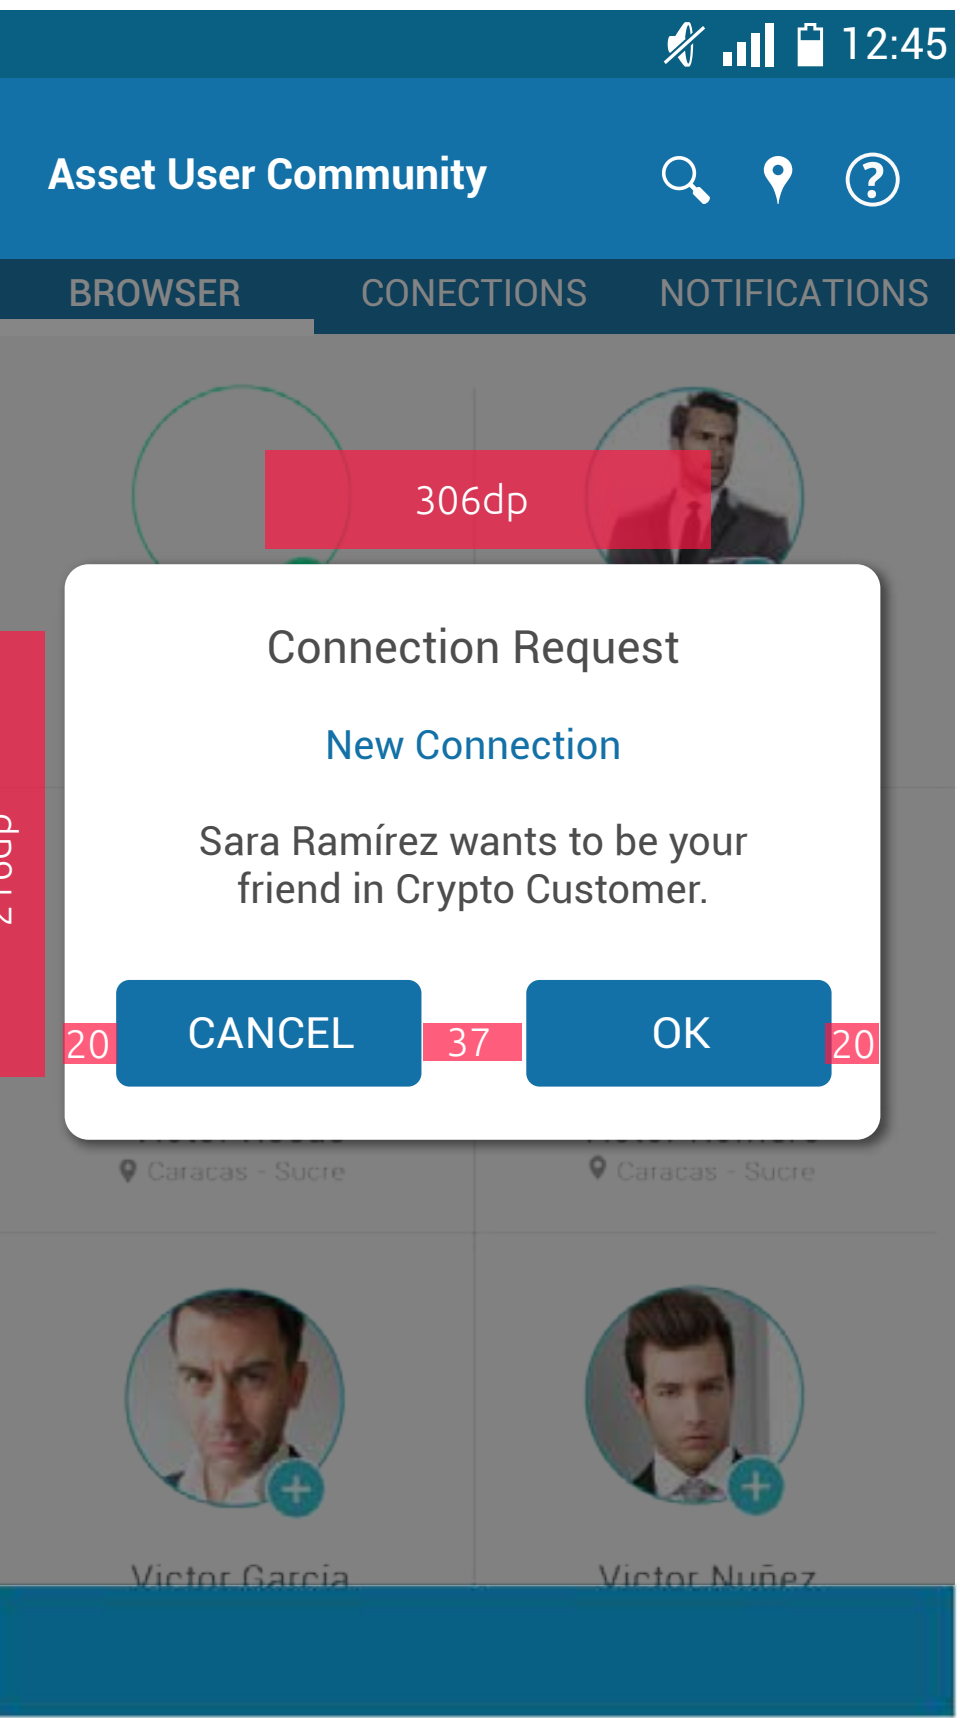 12:45
Asset User Community
BROWSER CONECTIONS NOTIFICATIONS
306dp
Connection Request
New Connection
Sara Ramírez wants to be your
friend in Crypto Customer.
20 CANCEL 37 OK 20
Caracas - Sucre Caracas - Sucre
Victor Garcia Victor Nuñez